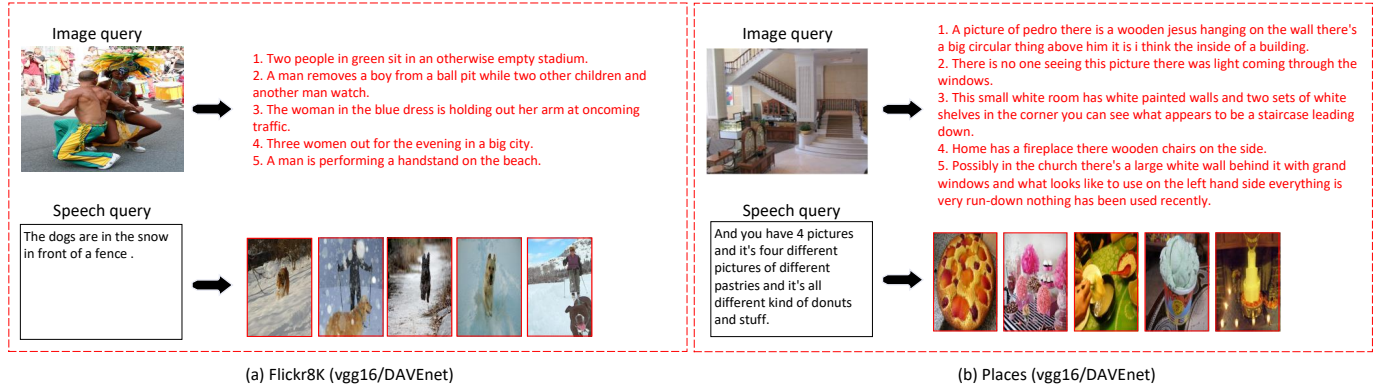 Image query
1. Two people in green sit in an otherwise empty stadium.
2. A man removes a boy from a ball pit while two other children and
another man watch.
3. The woman in the blue dress is holding out her arm at oncoming
traffic.
4. Three women out for the evening in a big city.
5. A man is performing a handstand on the beach.
Speech query
The dogs are in the snow
in front of a fence .
(a) Flickr8K (vgg16/DAVEnet)
Image query
1. A picture of pedro there is a wooden jesus hanging on the wall there's
a big circular thing above him it is i think the inside of a building.
2. There is no one seeing this picture there was light coming through the
windows.
3. This small white room has white painted walls and two sets of white
shelves in the corner you can see what appears to be a staircase leading
down.
4. Home has a fireplace there wooden chairs on the side.
5. Possibly in the church there's a large white wall behind it with grand
windows and what looks like to use on the left hand side everything is
very run-down nothing has been used recently.
Speech query
And you have 4 pictures
and it's four different
pictures of different
pastries and it's all
different kind of donuts
and stuff.
(b) Places (vgg16/DAVEnet)